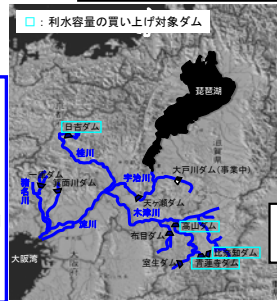 □：利水容量の買い上げ対象ダム
琵琶湖
滋賀県
日吉ダム
桂川
宇治川
大戸川ダム(事業中)
一庫ダム
箕面川ダム
猪名川
天ヶ瀬ダム
木津川
淀川
布目ダム
高山ダム
比奈知ダム
大阪湾
室生ダム
青蓮寺ダム